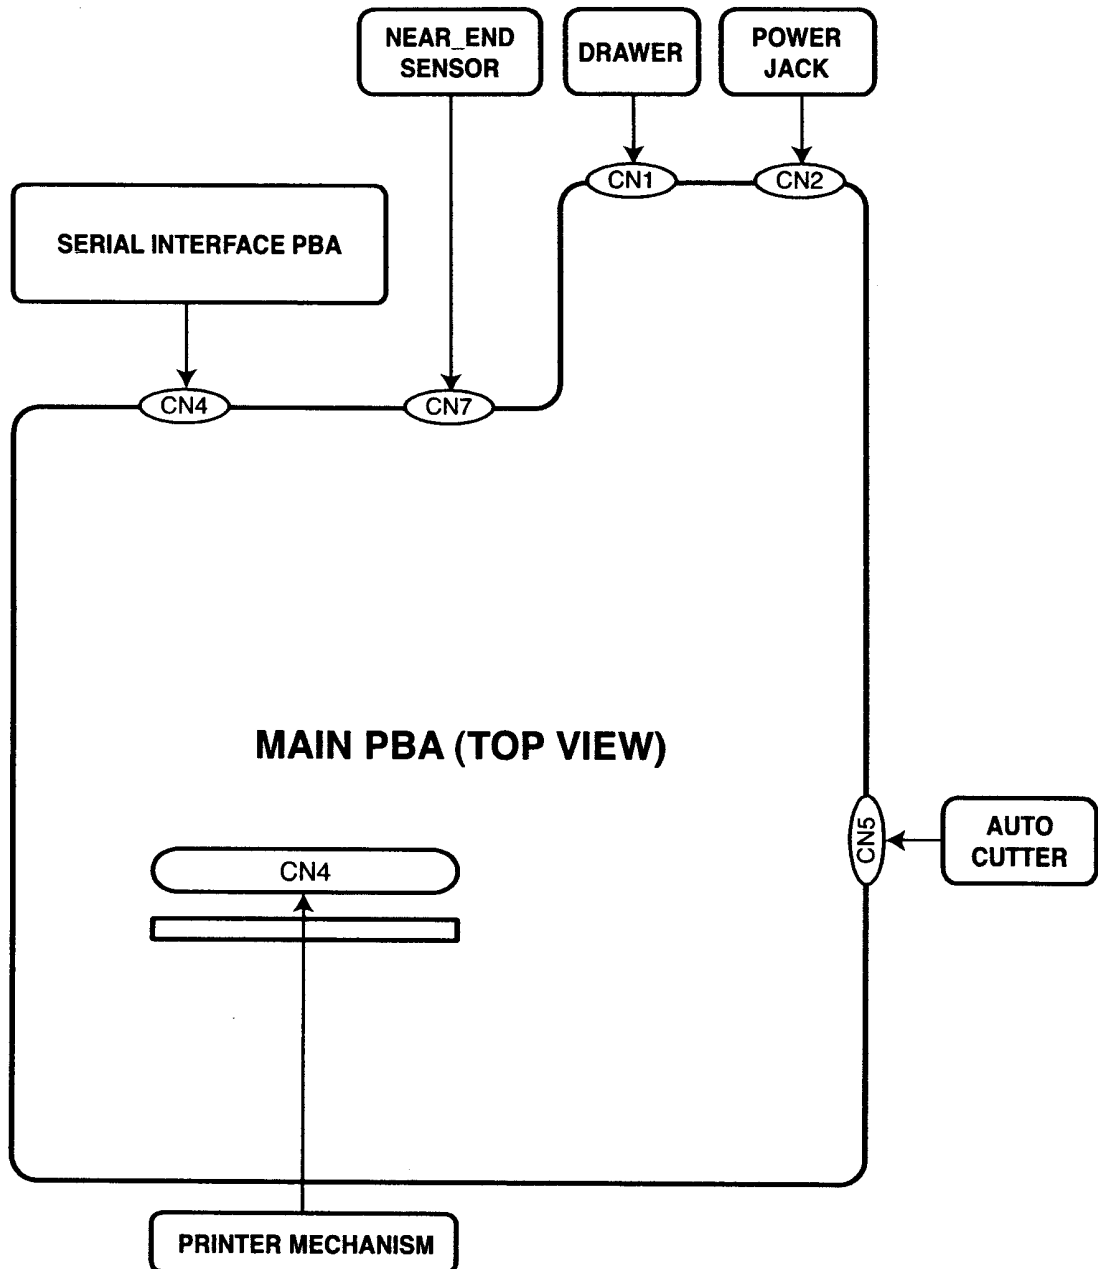 NEAR_END
SENSOR
DRAWER
POWER
JACK
CN1
CN2
SERIAL INTERFACE PBA
CN4
CN7
MAIN PBA (TOP VIEW)
CN5
AUTO
CUTTER
CN4
PRINTER MECHANISM